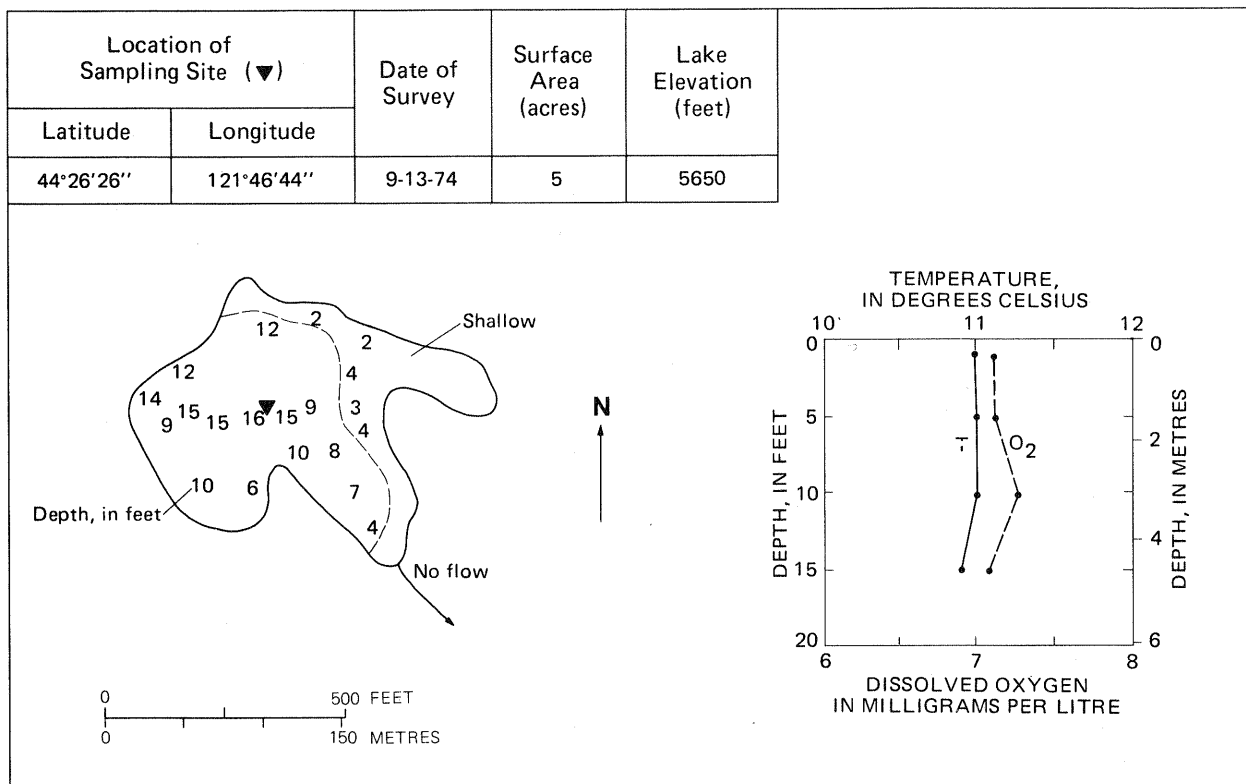 Location of
Sampling Site (▼)
Date of
Survey
Surface
Area
(acres)
Lake
Elevation
(feet)
Latitude Longitude
44°26'26'' 121°46'44'' 9-13-74 5 5650
2
12
2
Shallow
12
4
14
15
9
15
16
15
9
3
4
10
8
10
6
7
4
Depth, in feet
No flow
N
0 500 FEET
0 150 METRES
TEMPERATURE,
IN DEGREES CELSIUS
10 11 12
0
5
10
15
20
DEPTH, IN FEET
T
O2
0
2
4
6
DEPTH, IN METRES
6 7 8
DISSOLVED OXYGEN
IN MILLIGRAMS PER LITRE